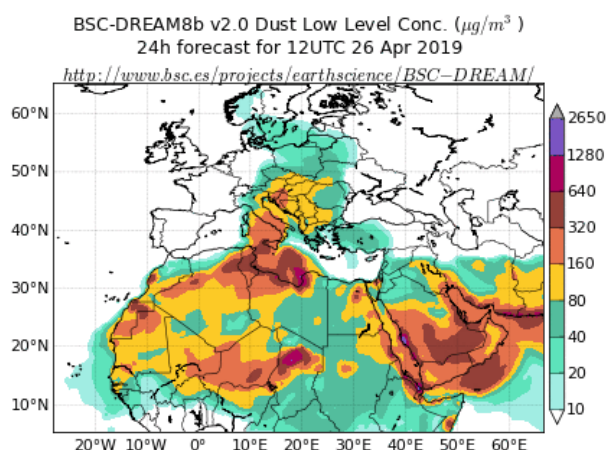 BSC-DREAM8b v2.0 Dust Low Level Conc. (μg/m³ )
24h forecast for 12UTC 26 Apr 2019
http://www.bsc.es/projects/earthscience/BSC−DREAM/
60°N
50°N
40°N
30°N
20°N
10°N
20°W 10°W 0° 10°E 20°E 30°E 40°E 50°E 60°E
2650
1280
640
320
160
80
40
20
10